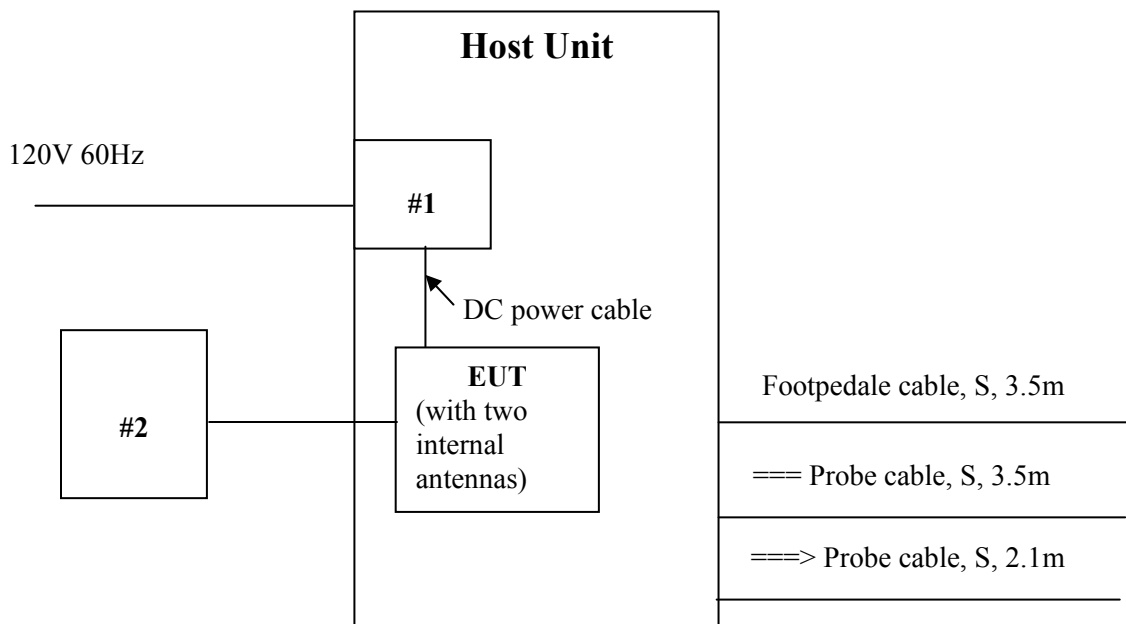 Host Unit
120V 60Hz
#1
DC power cable
EUT
(with two
internal
antennas)
#2
Footpedale cable, S, 3.5m
=== Probe cable, S, 3.5m
===> Probe cable, S, 2.1m